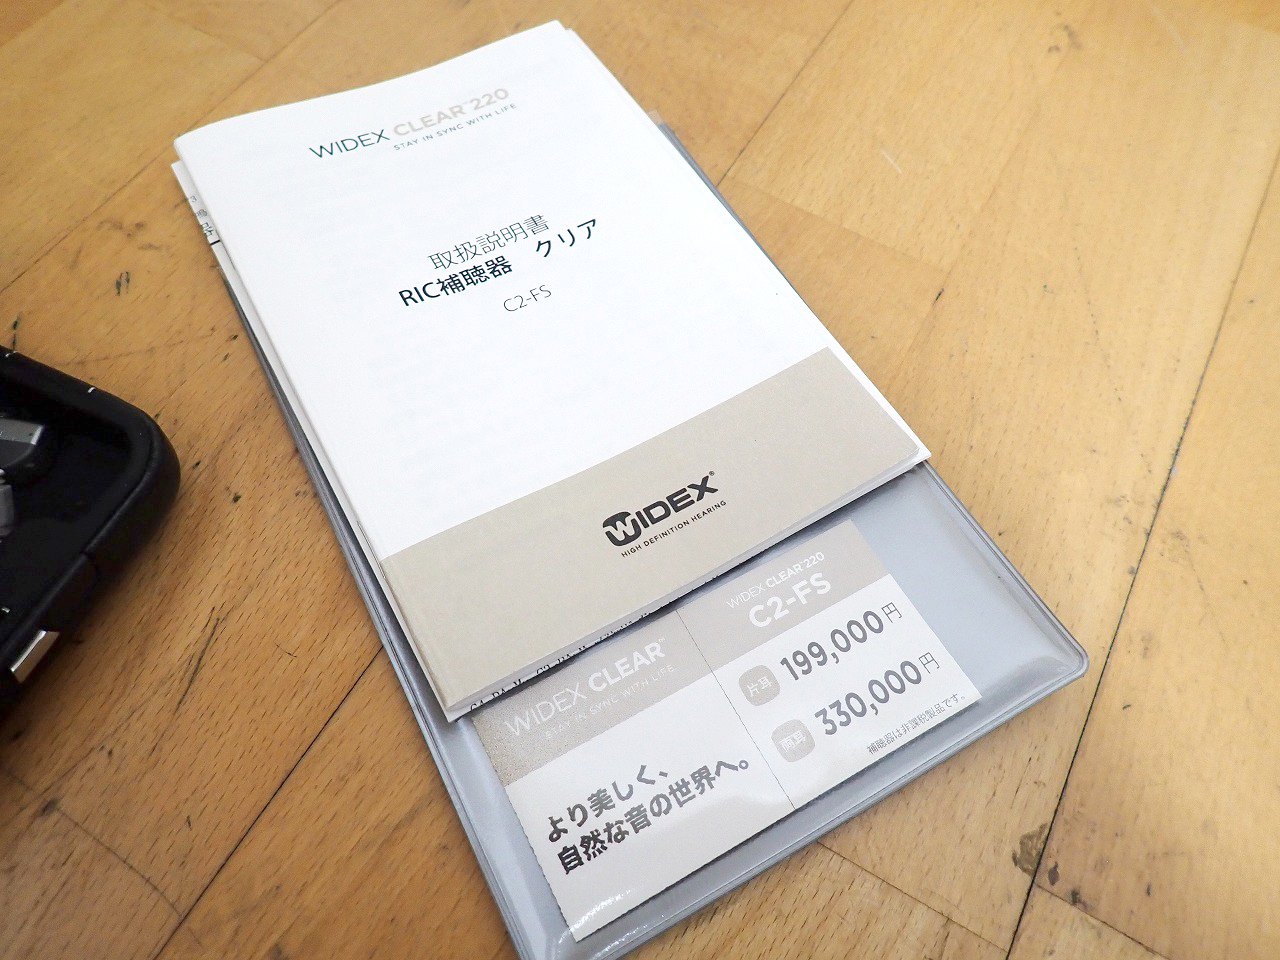 WIDEX CLEAR™ 220
STAY IN SYNC WITH LIFE
取扱説明書
RIC補聴器 クリア
C2-FS
WIDEX®
HIGH DEFINITION HEARING
WIDEX CLEAR™
STAY IN SYNC WITH LIFE
より美しく、
自然な音の世界へ。
WIDEX CLEAR™ 220
C2-FS
片耳 199,000円
両耳 330,000円
補聴器は非課税製品です。